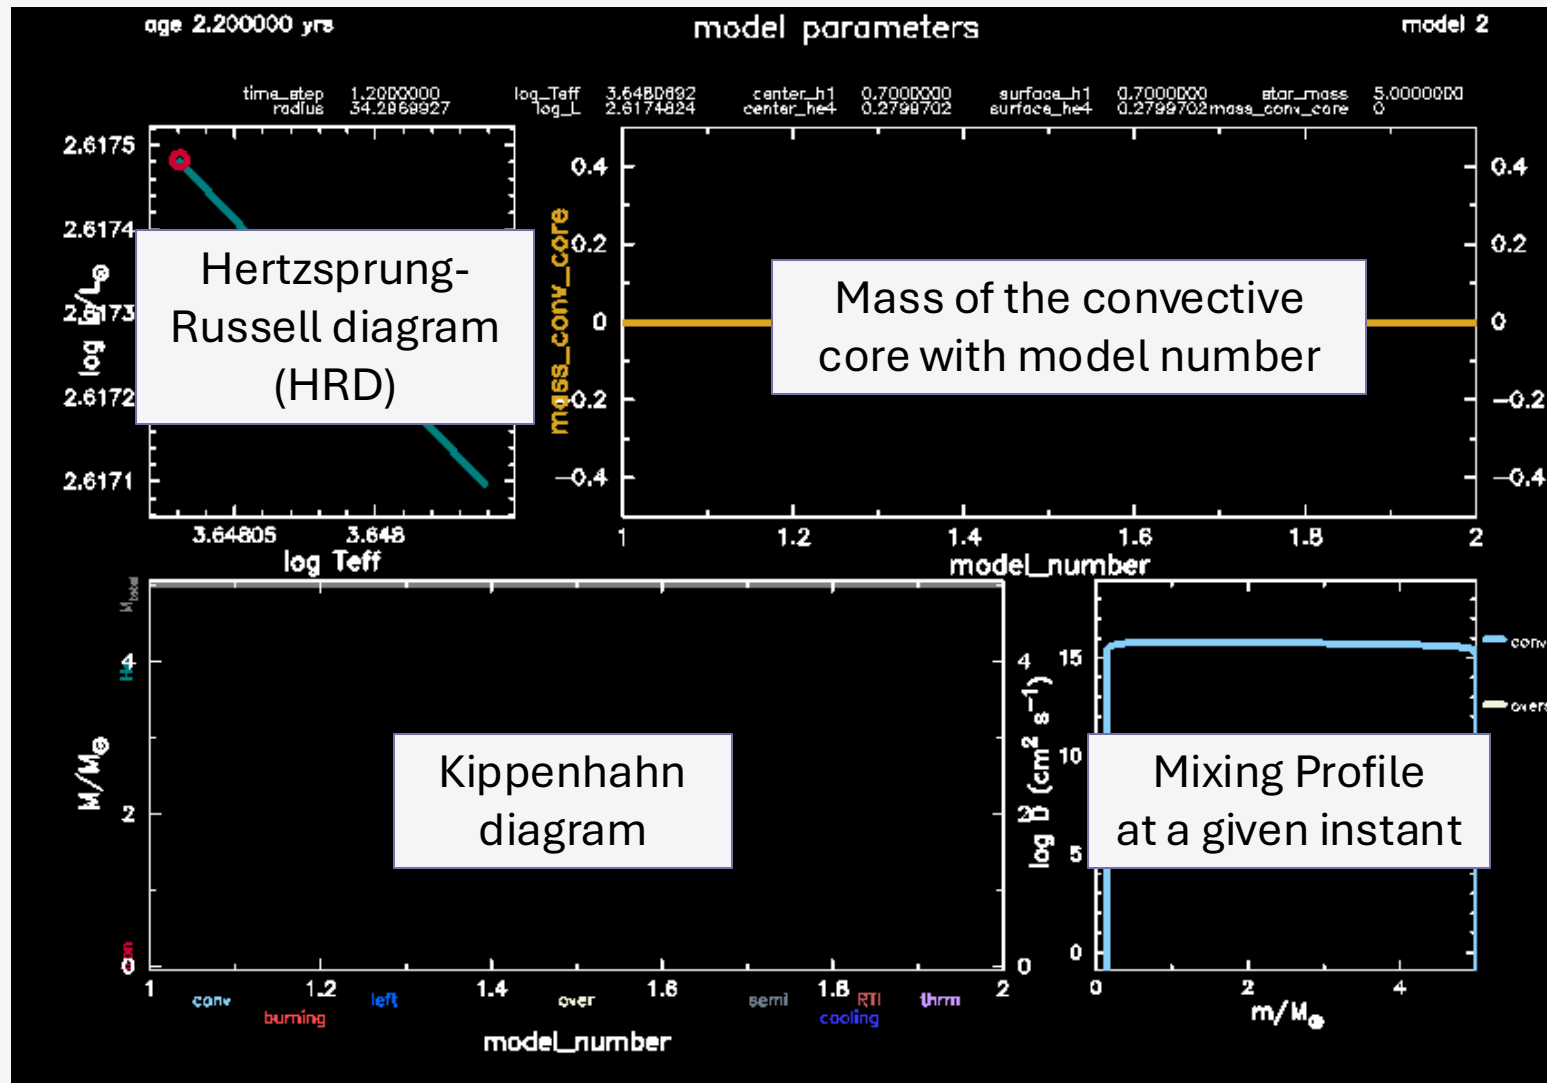 age 2.200000 yrs model parameters model 2
time_step 1.2000000 log_Teff 3.6480892 center_h1 0.7000000 surface_h1 0.7000000 star_mass 5.0000000
radius 34.2969927 log_L 2.6174824 center_he4 0.2799702 surface_he4 0.2799702 mass_conv_core 0
2.6175
2.6174
2.6173
2.6172
2.6171
log L/L☉
3.64805 3.648
log Teff
Hertzsprung-
Russell diagram
(HRD)
mass_conv_core
0.4 0.4
0.2 0.2
0 0
−0.2 −0.2
−0.4 −0.4
1 1.2 1.4 1.6 1.8 2
model_number
Mass of the convective
core with model number
M/M☉
4 4
2 2
0 0
1 1.2 1.4 1.6 1.8 2
conv left over semi RTI thrm
burning cooling
model_number
Kippenhahn
diagram
log D (cm² s⁻¹)
15
10
5
0
0 2 4
m/M☉
conv
overs
Mixing Profile
at a given instant